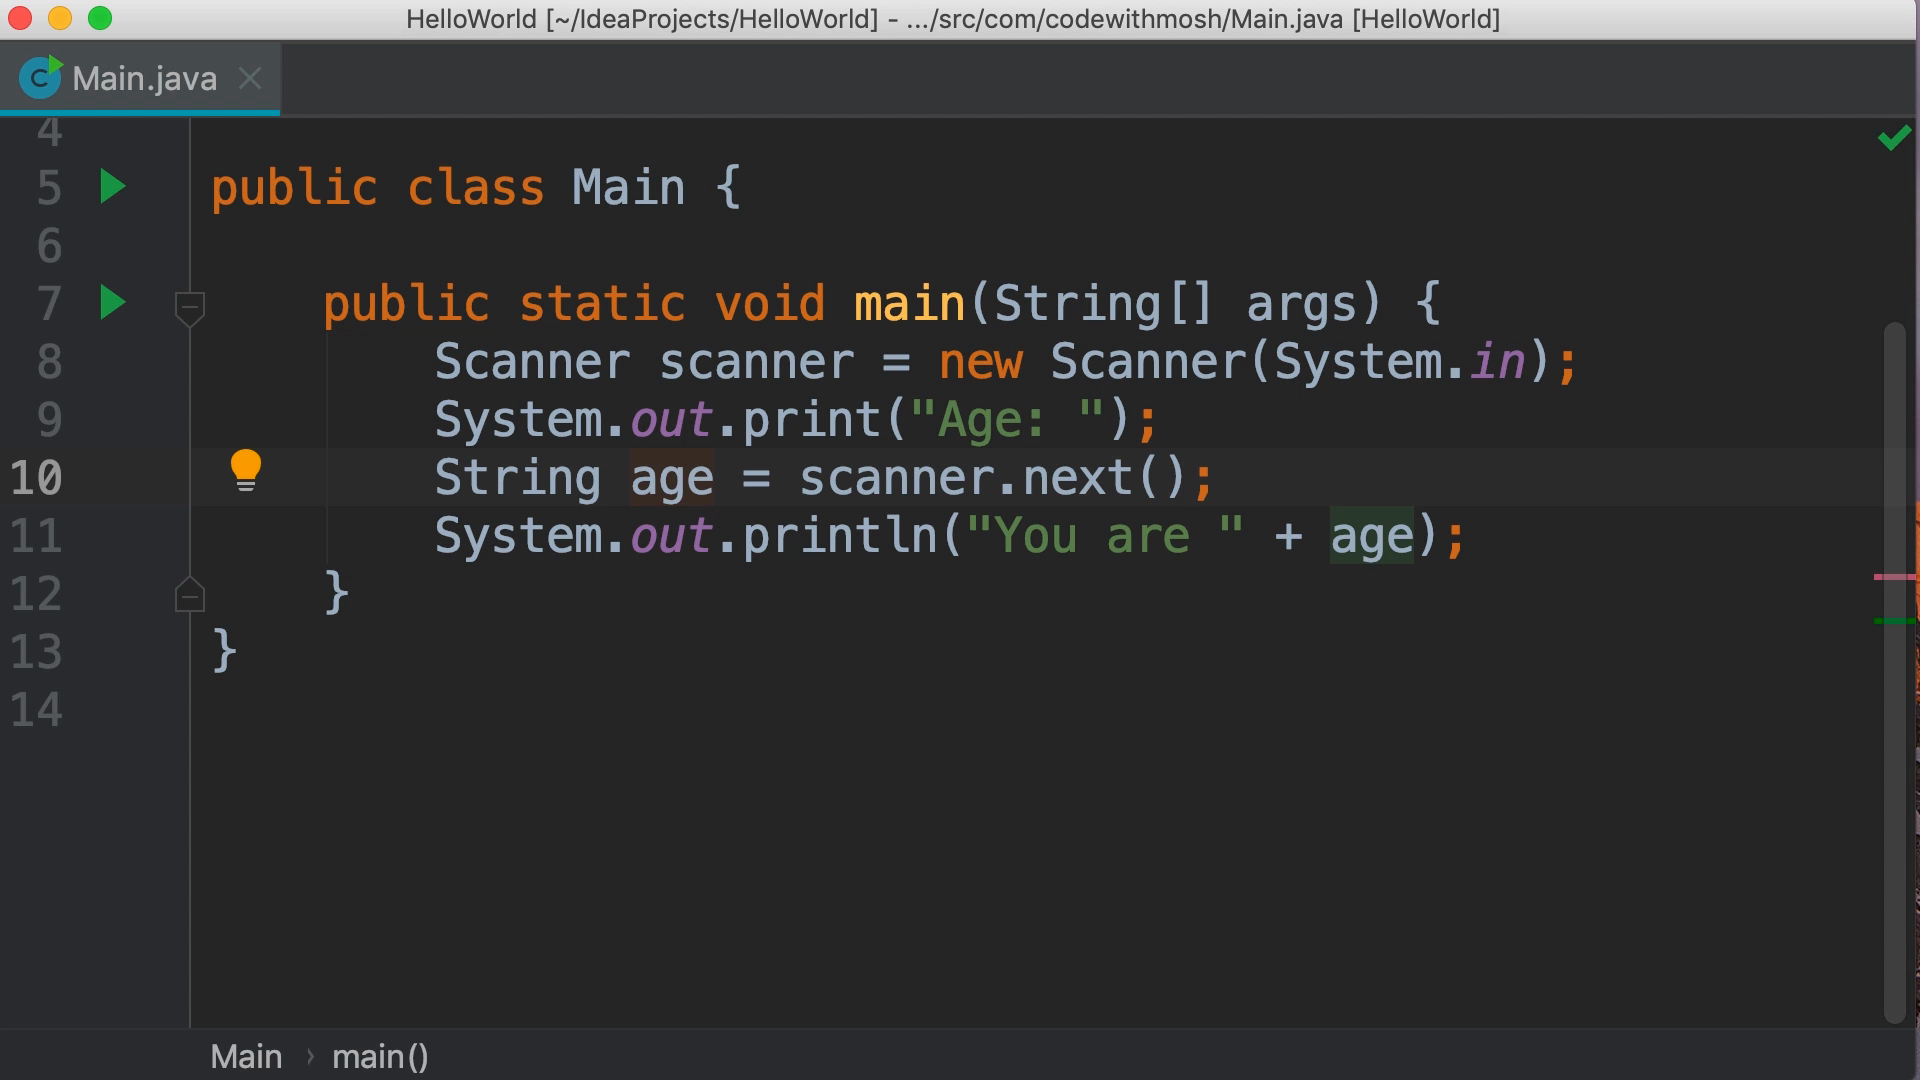 HelloWorld [~/IdeaProjects/HelloWorld] - .../src/com/codewithmosh/Main.java [HelloWorld]
C Main.java
4
5 public class Main {
6
7 public static void main(String[] args) {
8 Scanner scanner = new Scanner(System.in);
9 System.out.print("Age: ");
10 String age = scanner.next();
11 System.out.println("You are " + age);
12 }
13 }
14
Main › main()